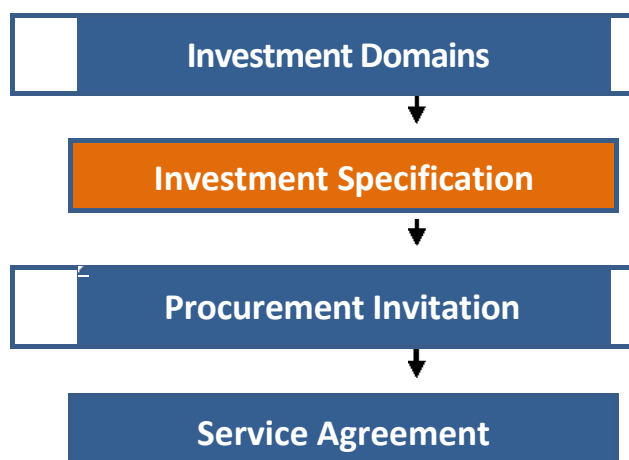 Investment Domains
Investment Specification
Procurement Invitation
Service Agreement